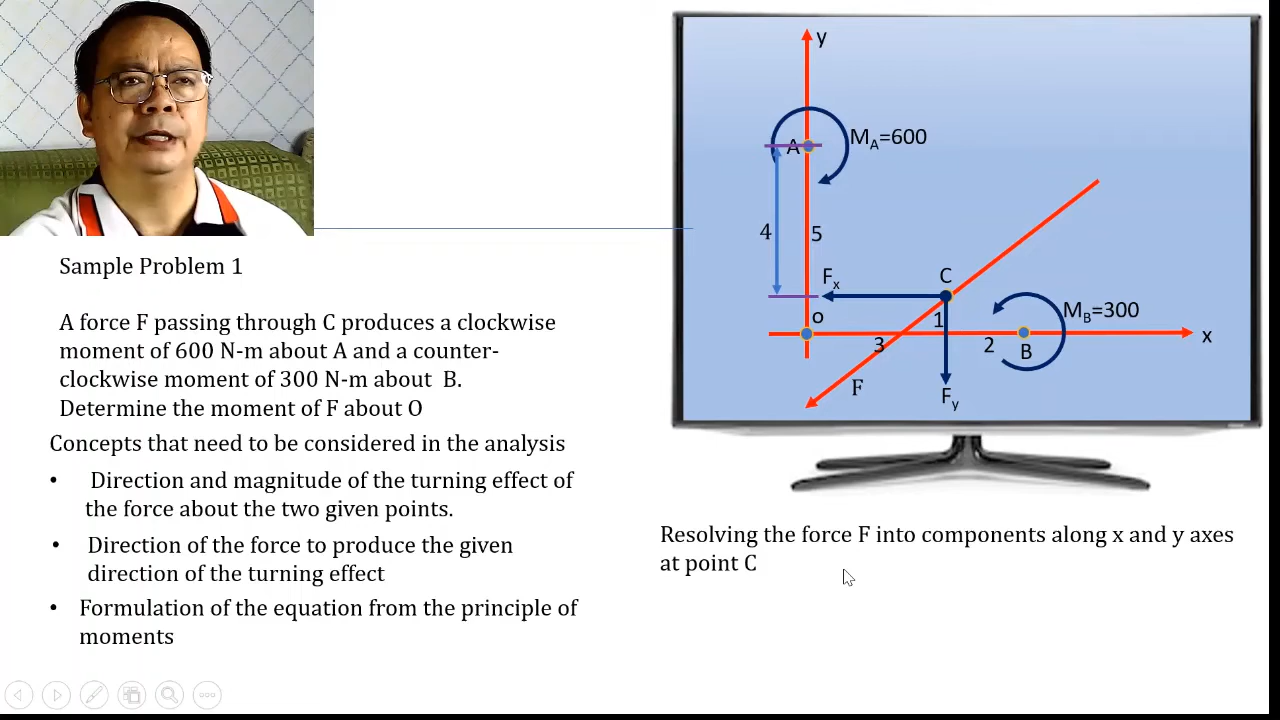 Sample Problem 1
A force F passing through C produces a clockwise
moment of 600 N-m about A and a counter-
clockwise moment of 300 N-m about B.
Determine the moment of F about O
Concepts that need to be considered in the analysis
• Direction and magnitude of the turning effect of
the force about the two given points.
• Direction of the force to produce the given
direction of the turning effect
• Formulation of the equation from the principle of
moments
y
A
MA=600
4
5
Fx
C
o
1
MB=300
x
3
2
B
F
Fy
Resolving the force F into components along x and y axes
at point C